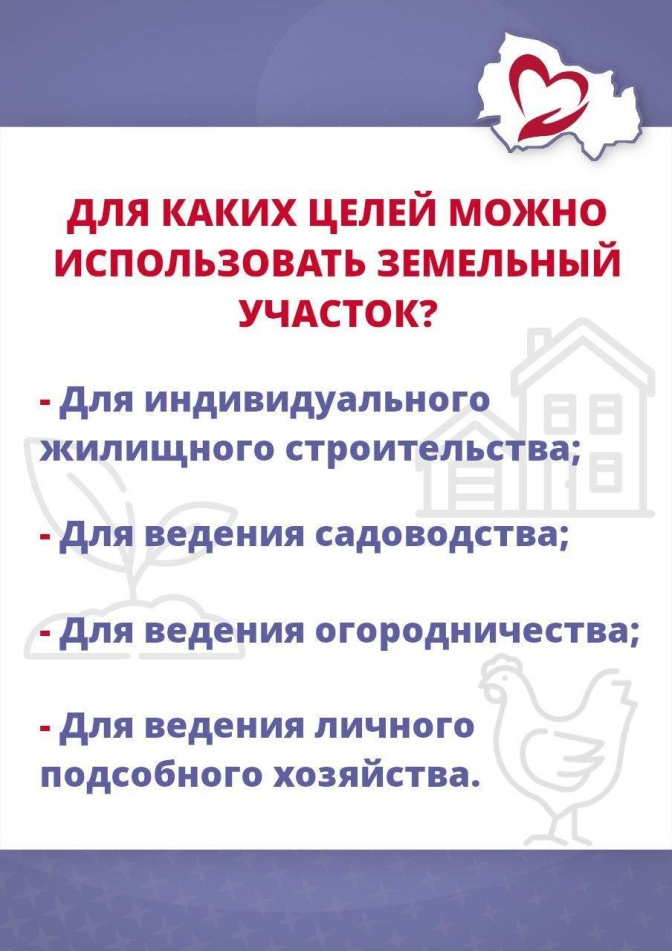 ДЛЯ КАКИХ ЦЕЛЕЙ МОЖНО
ИСПОЛЬЗОВАТЬ ЗЕМЕЛЬНЫЙ
УЧАСТОК?
- Для индивидуального
жилищного строительства;
- Для ведения садоводства;
- Для ведения огородничества;
- Для ведения личного
подсобного хозяйства.